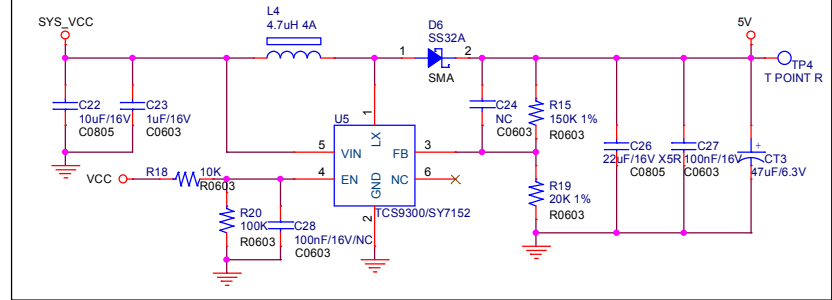 SYS_VCC
L4
4.7uH 4A
D6
SS32A
1
2
SMA
5V
TP4
T POINT R
C22
10uF/16V
C0805
C23
1uF/16V
C0603
C24
NC
C0603
R15
150K 1%
R0603
U5
1
LX
5
VIN
FB
3
4
EN
NC
6
GND
2
TCS9300/SY7152
VCC
R18
10K
R0603
R20
100K
R0603
C28
100nF/16V/NC
C0603
R19
20K 1%
R0603
C26
22uF/16V X5R
C0805
C27
100nF/16V
C0603
+
CT3
47uF/6.3V